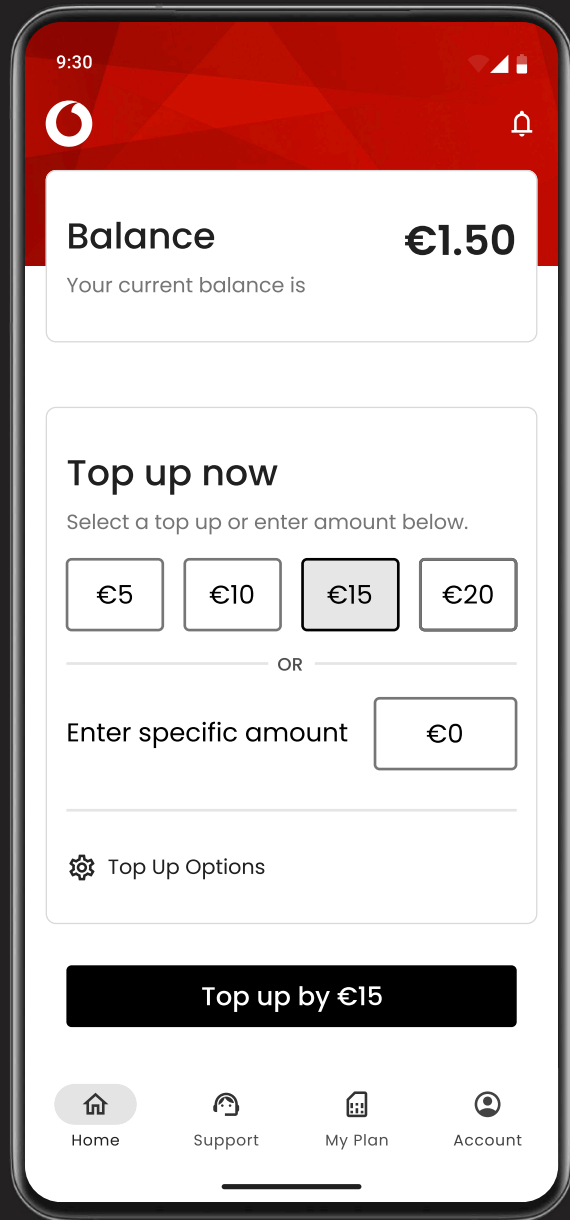 9:30
Balance
€1.50
Your current balance is
Top up now
Select a top up or enter amount below.
€5 €10 €15 €20
OR
Enter specific amount €0
Top Up Options
Top up by €15
Home Support My Plan Account